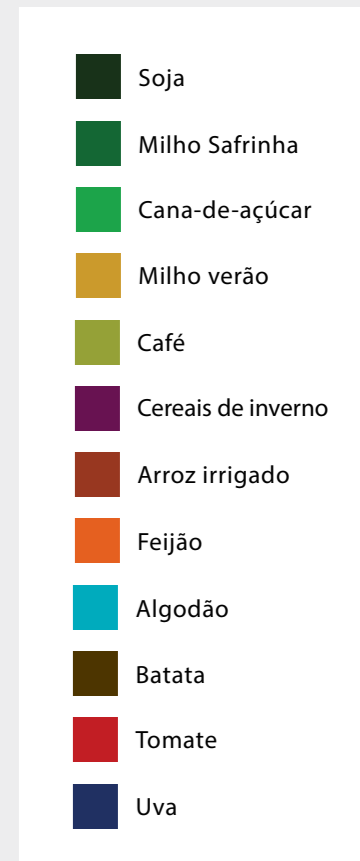 Soja
Milho Safrinha
Cana-de-açúcar
Milho verão
Café
Cereais de inverno
Arroz irrigado
Feijão
Algodão
Batata
Tomate
Uva